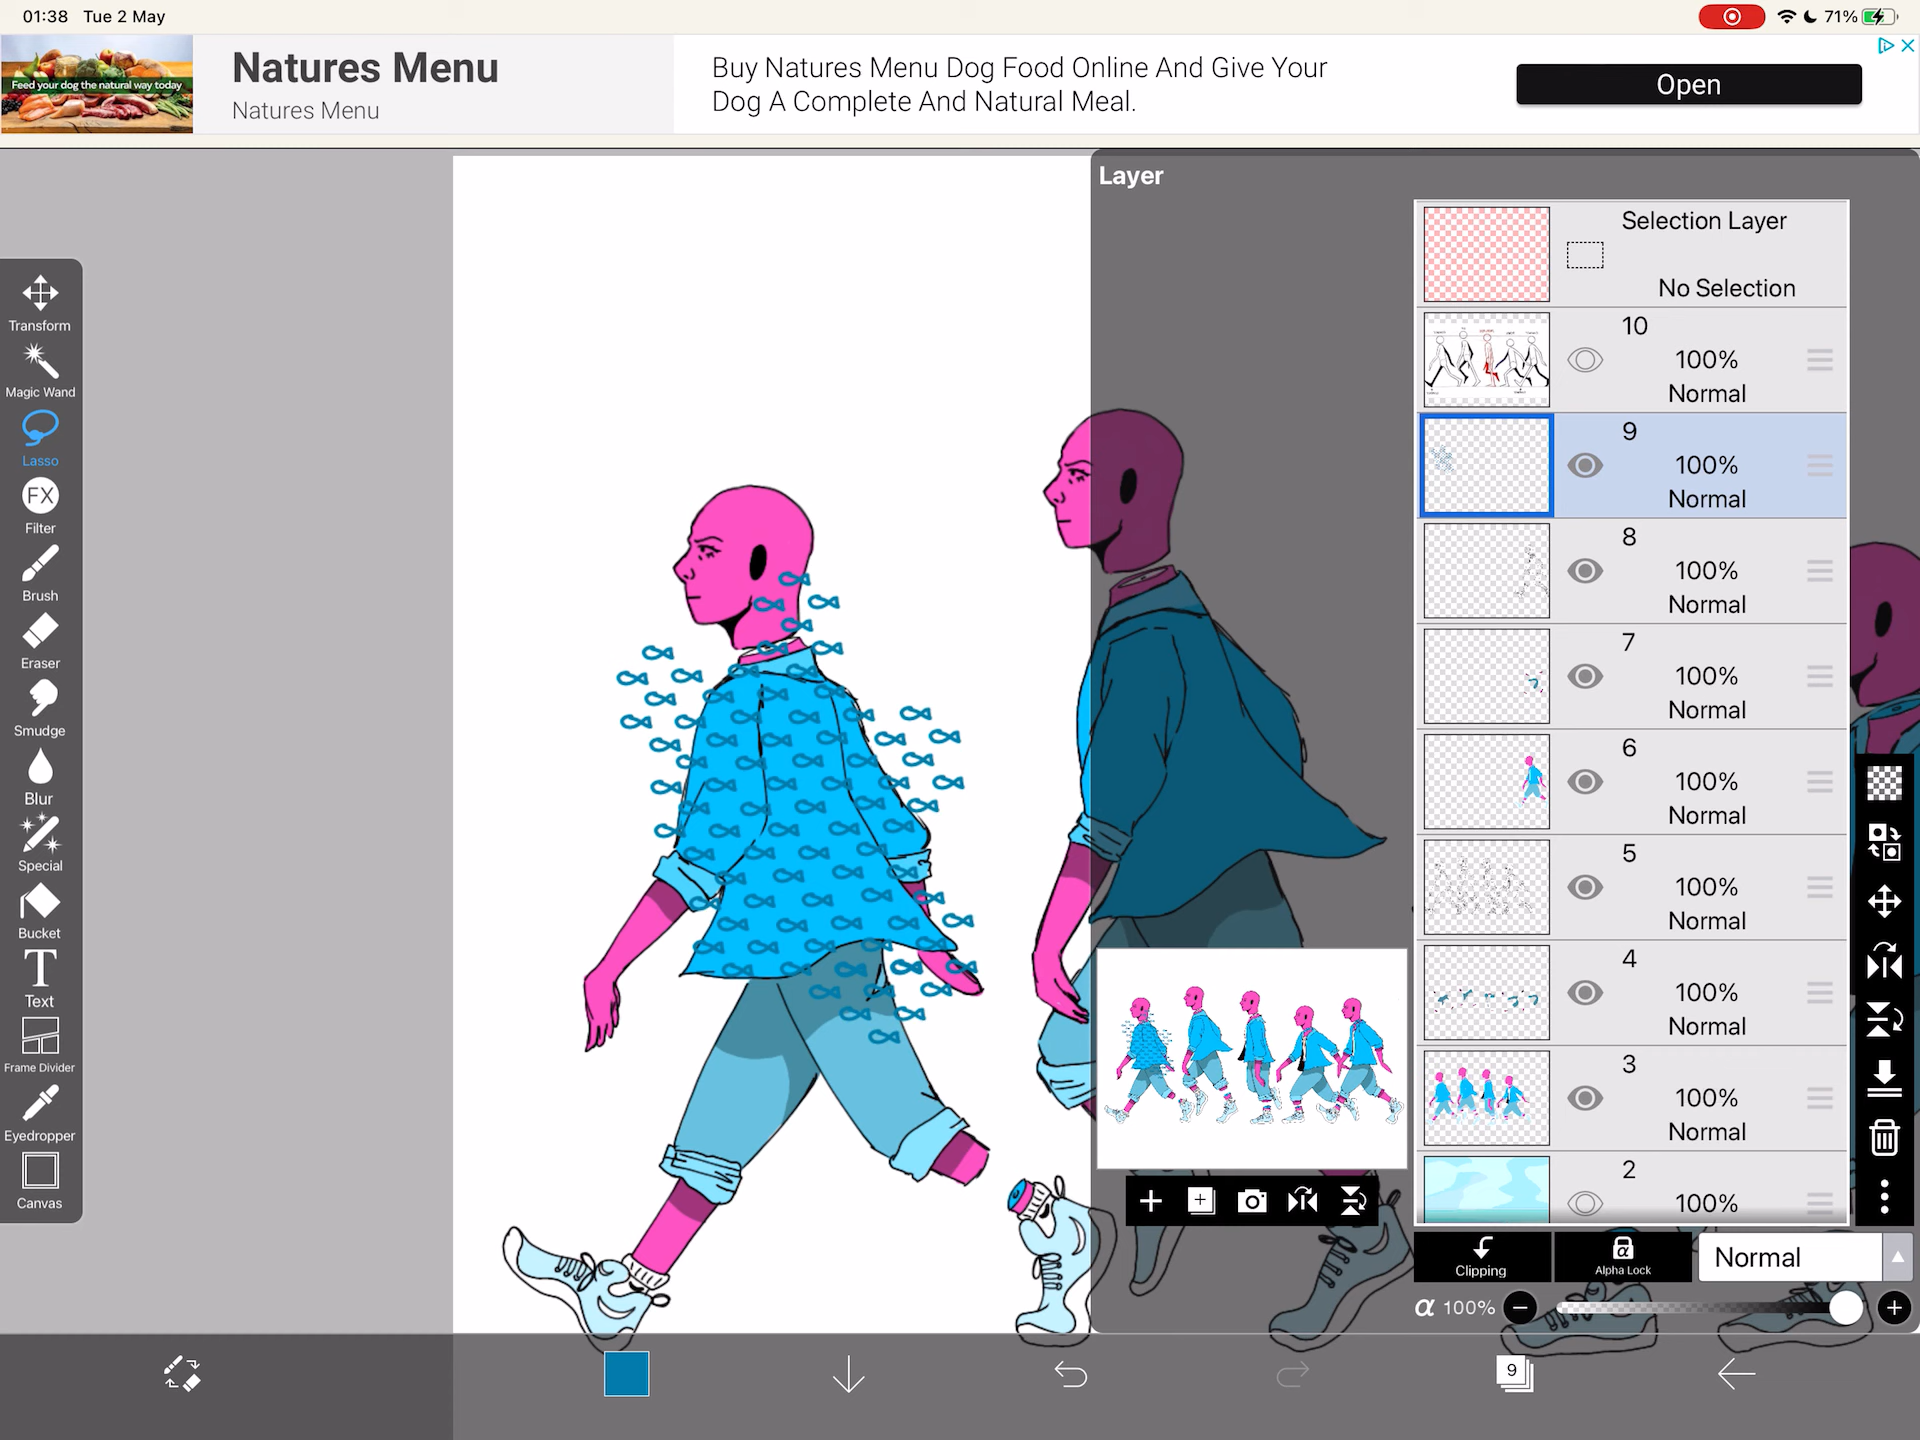 01:38 Tue 2 May
71%
Feed your dog the natural way today
Natures Menu
Natures Menu
Buy Natures Menu Dog Food Online And Give Your
Dog A Complete And Natural Meal.
Open
Layer
Transform
Magic Wand
Lasso
FX
Filter
Brush
Eraser
Smudge
Blur
Special
Bucket
T
Text
Frame Divider
Eyedropper
Canvas
Selection Layer
No Selection
10
100%
Normal
9
100%
Normal
8
100%
Normal
7
100%
Normal
6
100%
Normal
5
100%
Normal
4
100%
Normal
3
100%
Normal
2
100%
Clipping
α
Alpha Lock
Normal
α 100%
9